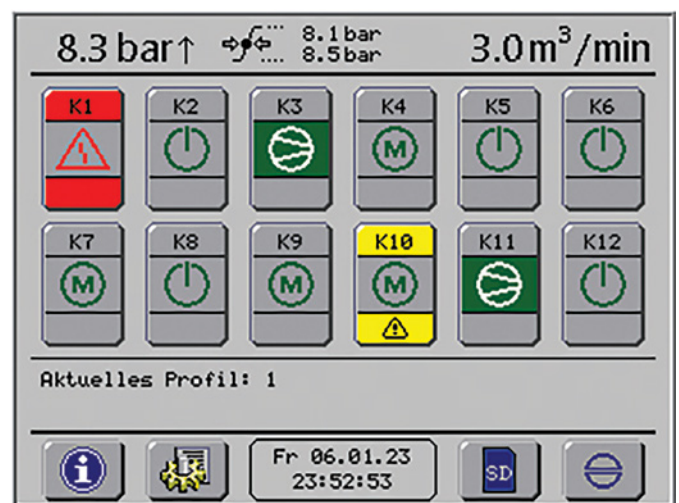 8.3 bar↑ 8.1 bar 3.0 m³/min
8.5 bar
K1 K2 K3 K4 K5 K6
M
K7 K8 K9 K10 K11 K12
M M M
Aktuelles Profil: 1
Fr 06.01.23
23:52:53
SD